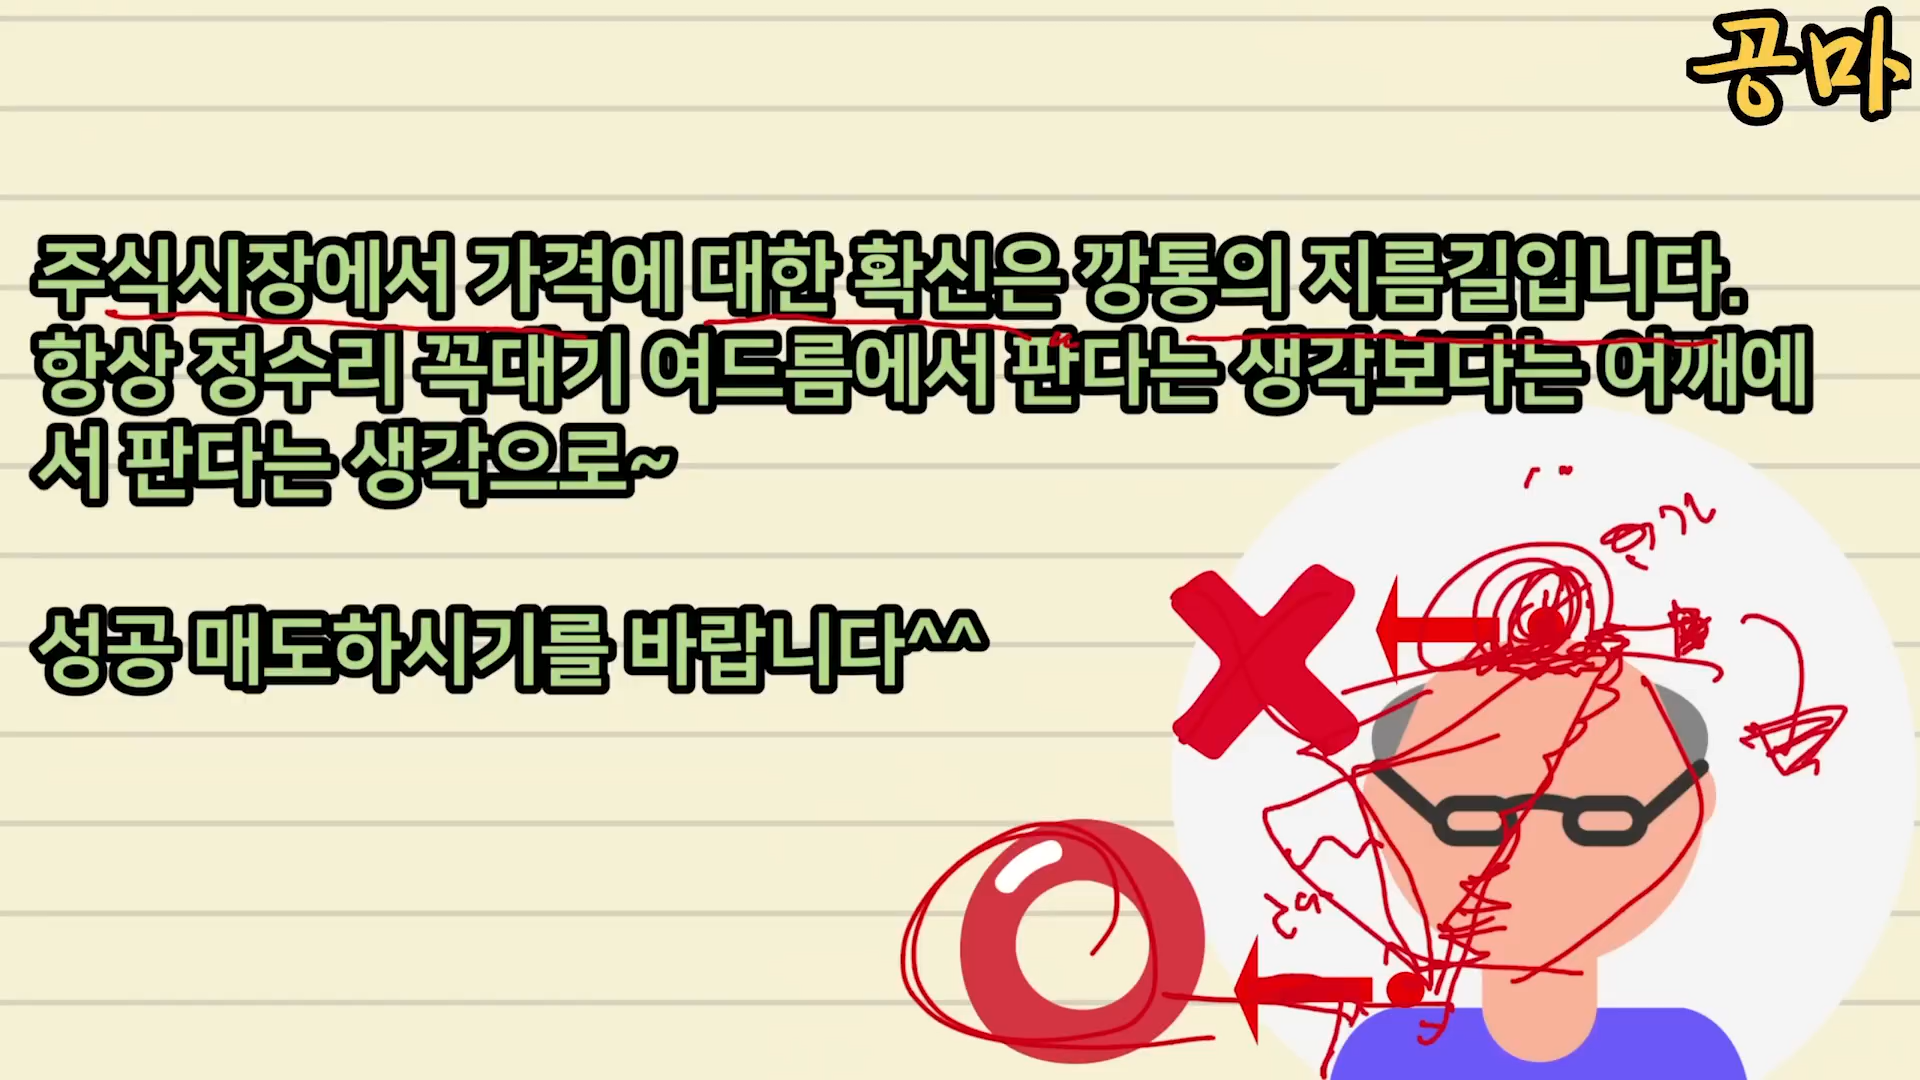 공마
주식시장에서 가격에 대한 확신은 깡통의 지름길입니다.
항상 정수리 꼭대기 여드름에서 판다는 생각보다는 어깨에
서 판다는 생각으로~
성공 매도하시기를 바랍니다^^